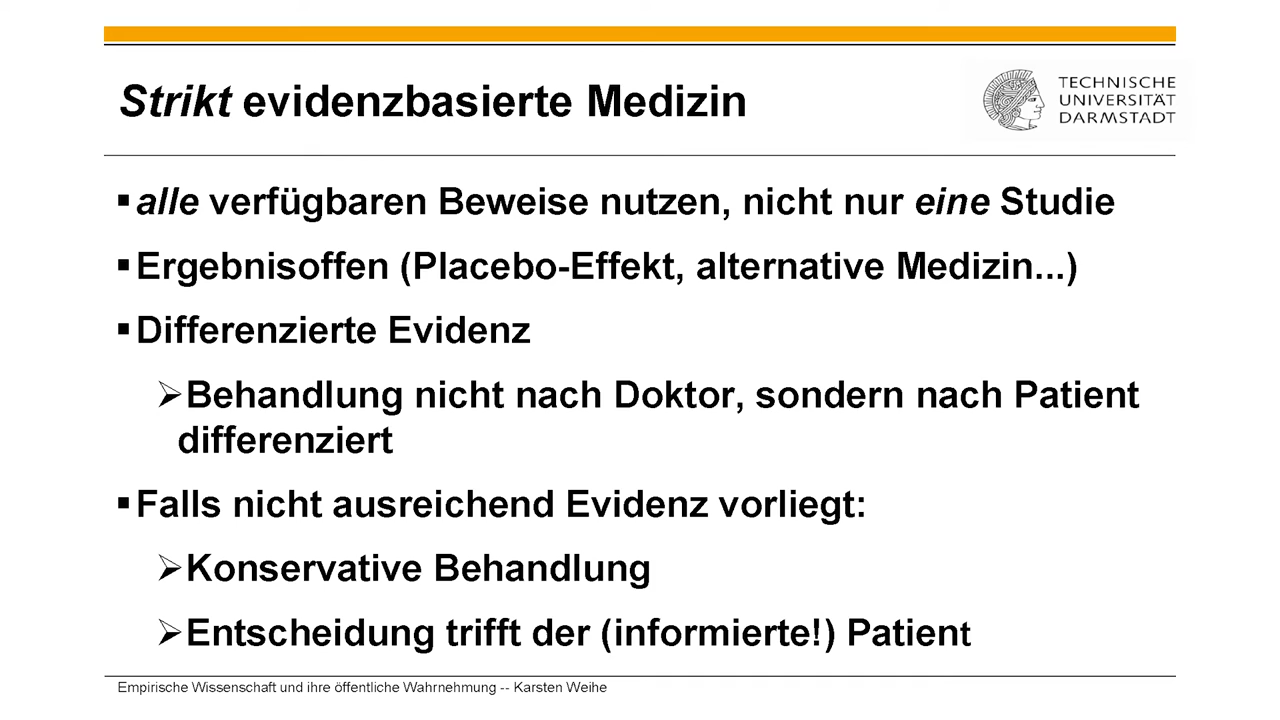 Strikt evidenzbasierte Medizin
TECHNISCHE
UNIVERSITÄT
DARMSTADT
▪ alle verfügbaren Beweise nutzen, nicht nur eine Studie
▪ Ergebnisoffen (Placebo-Effekt, alternative Medizin...)
▪ Differenzierte Evidenz
➢ Behandlung nicht nach Doktor, sondern nach Patient
differenziert
▪ Falls nicht ausreichend Evidenz vorliegt:
➢ Konservative Behandlung
➢ Entscheidung trifft der (informierte!) Patient
Empirische Wissenschaft und ihre öffentliche Wahrnehmung -- Karsten Weihe